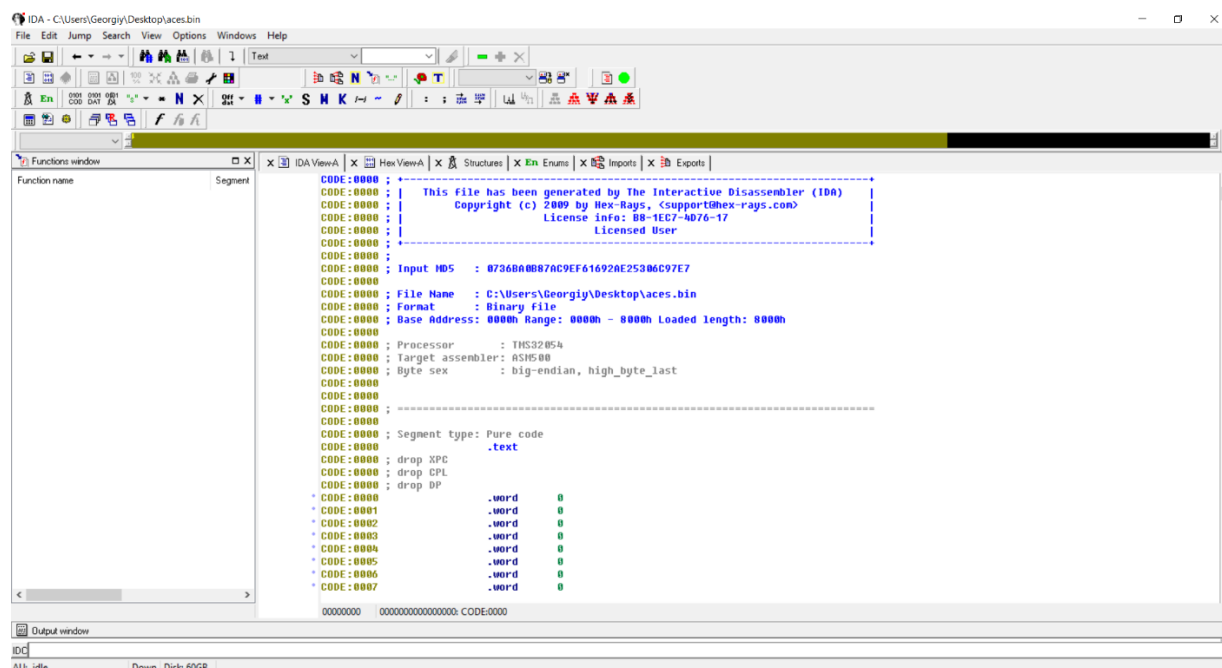 IDA - C:\Users\Georgiy\Desktop\aces.bin
File Edit Jump Search View Options Windows Help
Text
En
Functions window
IDA View-A Hex View-A Structures En Enums Imports Exports
Function name Segment
CODE:0000 ; +-------------------------------------------------------------------------+
CODE:0000 ; | This file has been generated by The Interactive Disassembler (IDA) |
CODE:0000 ; | Copyright (c) 2009 by Hex-Rays, <support@hex-rays.com> |
CODE:0000 ; | License info: B8-1EC7-4D76-17 |
CODE:0000 ; | Licensed User |
CODE:0000 ; +-------------------------------------------------------------------------+
CODE:0000 ;
CODE:0000 ; Input MD5 : 0736BA0B87AC9EF61692AE25306C97E7
CODE:0000
CODE:0000 ; File Name : C:\Users\Georgiy\Desktop\aces.bin
CODE:0000 ; Format : Binary file
CODE:0000 ; Base Address: 0000h Range: 0000h - 8000h Loaded length: 8000h
CODE:0000
CODE:0000 ; Processor : TMS32054
CODE:0000 ; Target assembler: ASM500
CODE:0000 ; Byte sex : big-endian, high_byte_last
CODE:0000
CODE:0000
CODE:0000 ; ===========================================================================
CODE:0000
CODE:0000 ; Segment type: Pure code
CODE:0000 .text
CODE:0000 ; drop XPC
CODE:0000 ; drop CPL
CODE:0000 ; drop DP
CODE:0000 .word 0
CODE:0001 .word 0
CODE:0002 .word 0
CODE:0003 .word 0
CODE:0004 .word 0
CODE:0005 .word 0
CODE:0006 .word 0
CODE:0007 .word 0
00000000 0000000000000000: CODE:0000
Output window
IDC
AU: idle Down Disk: 60GB